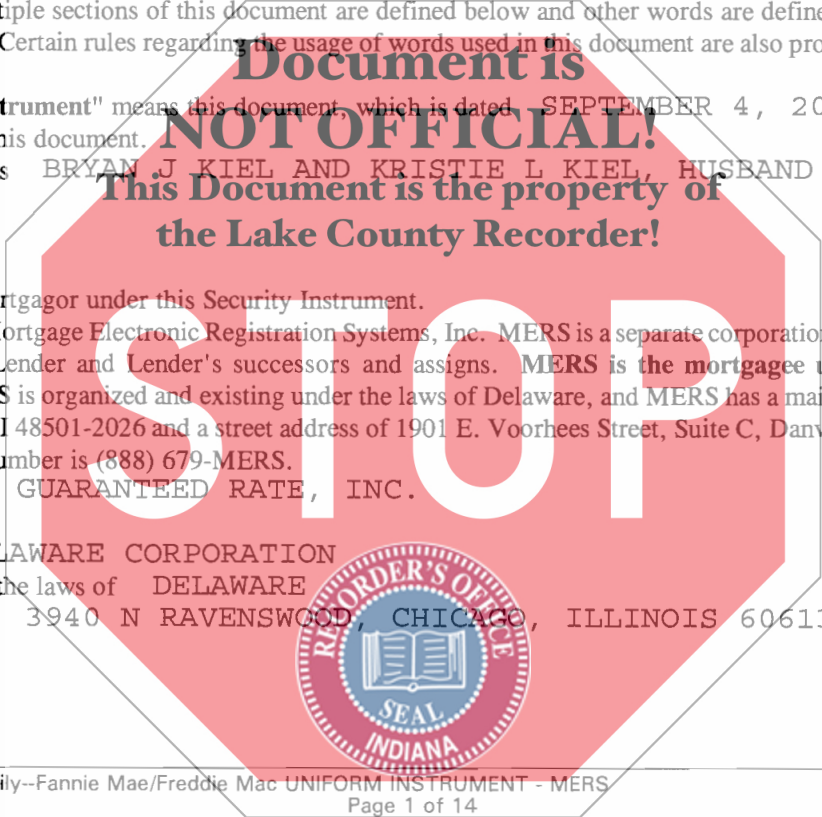 tiple sections of this document are defined below and other words are define
Certain rules regarding the usage of words used in this document are also pro
Document is
trument" means this document, which is dated SEPTEMBER 4, 20
NOT OFFICIAL!
is document.
s BRYAN J KIEL AND KRISTIE L KIEL, HUSBAND
This Document is the property of
the Lake County Recorder!
rtgagor under this Security Instrument.
ortgage Electronic Registration Systems, Inc. MERS is a separate corporatio
Lender and Lender's successors and assigns. MERS is the mortgagee u
S is organized and existing under the laws of Delaware, and MERS has a mai
I 48501-2026 and a street address of 1901 E. Voorhees Street, Suite C, Danv
umber is (888) 679-MERS.
STOP
GUARANTEED RATE, INC.
LAWARE CORPORATION
the laws of DELAWARE
3940 N RAVENSWOOD, CHICAGO, ILLINOIS 60613
RECORDER'S OFFICE
SEAL
INDIANA
ily--Fannie Mae/Freddie Mac UNIFORM INSTRUMENT - MERS
Page 1 of 14